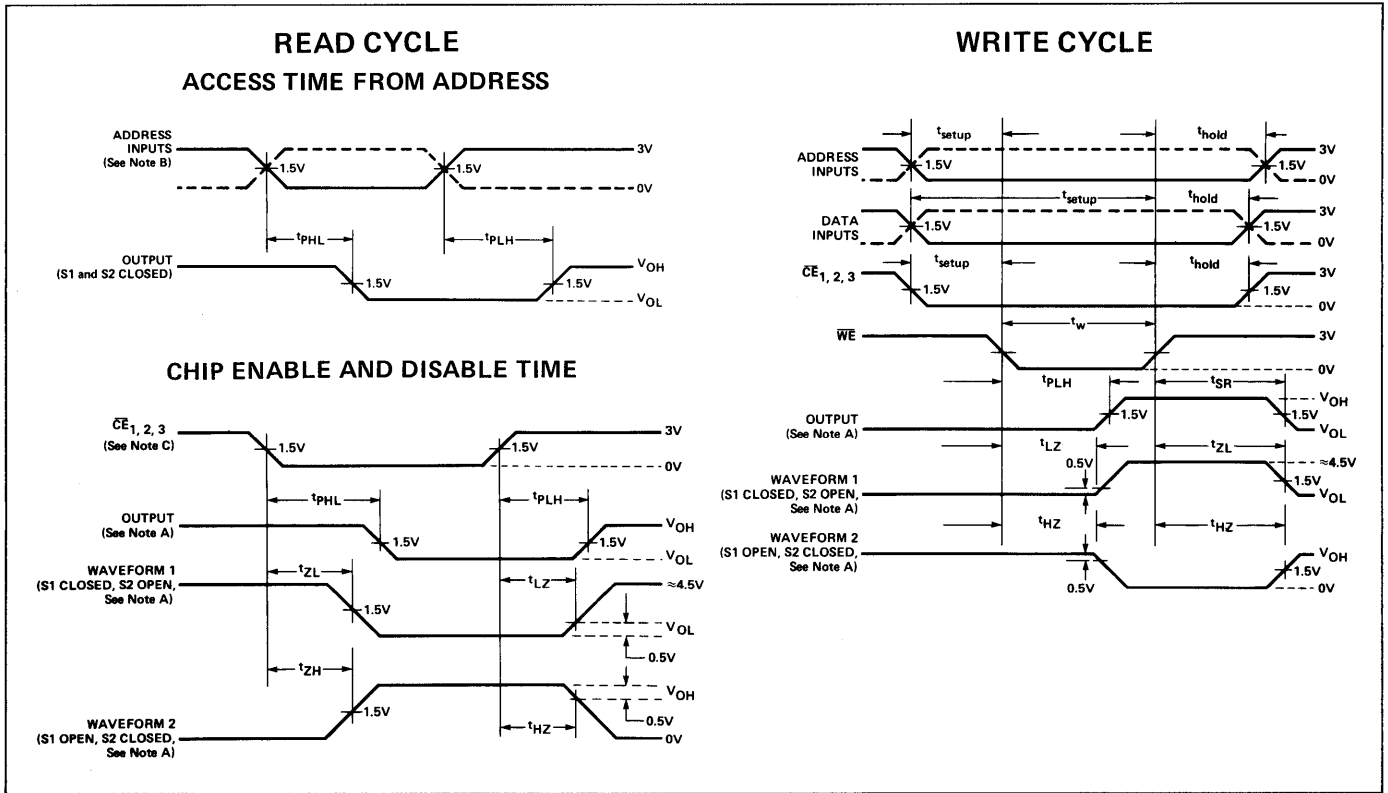 READ CYCLE
ACCESS TIME FROM ADDRESS
ADDRESS
INPUTS
(See Note B)
1.5V
1.5V
3V
0V
tPHL
tPLH
OUTPUT
(S1 and S2 CLOSED)
1.5V
1.5V
VOH
VOL
CHIP ENABLE AND DISABLE TIME
C̅E̅1, 2, 3
(See Note C)
1.5V
1.5V
3V
0V
tPHL
tPLH
OUTPUT
(See Note A)
1.5V
1.5V
VOH
VOL
WAVEFORM 1
(S1 CLOSED, S2 OPEN,
See Note A)
tZL
tLZ
1.5V
≈4.5V
VOL
0.5V
tZH
WAVEFORM 2
(S1 OPEN, S2 CLOSED,
See Note A)
1.5V
tHZ
VOH
0.5V
0V
WRITE CYCLE
tsetup
thold
ADDRESS
INPUTS
1.5V
1.5V
3V
0V
tsetup
thold
DATA
INPUTS
1.5V
1.5V
3V
0V
C̅E̅1, 2, 3
tsetup
thold
1.5V
1.5V
3V
0V
tw
W̅E̅
3V
0V
tPLH
tSR
OUTPUT
(See Note A)
1.5V
1.5V
VOH
VOL
tLZ
tZL
WAVEFORM 1
(S1 CLOSED, S2 OPEN,
See Note A)
0.5V
1.5V
≈4.5V
VOL
tHZ
tHZ
WAVEFORM 2
(S1 OPEN, S2 CLOSED,
See Note A)
0.5V
1.5V
VOH
0V